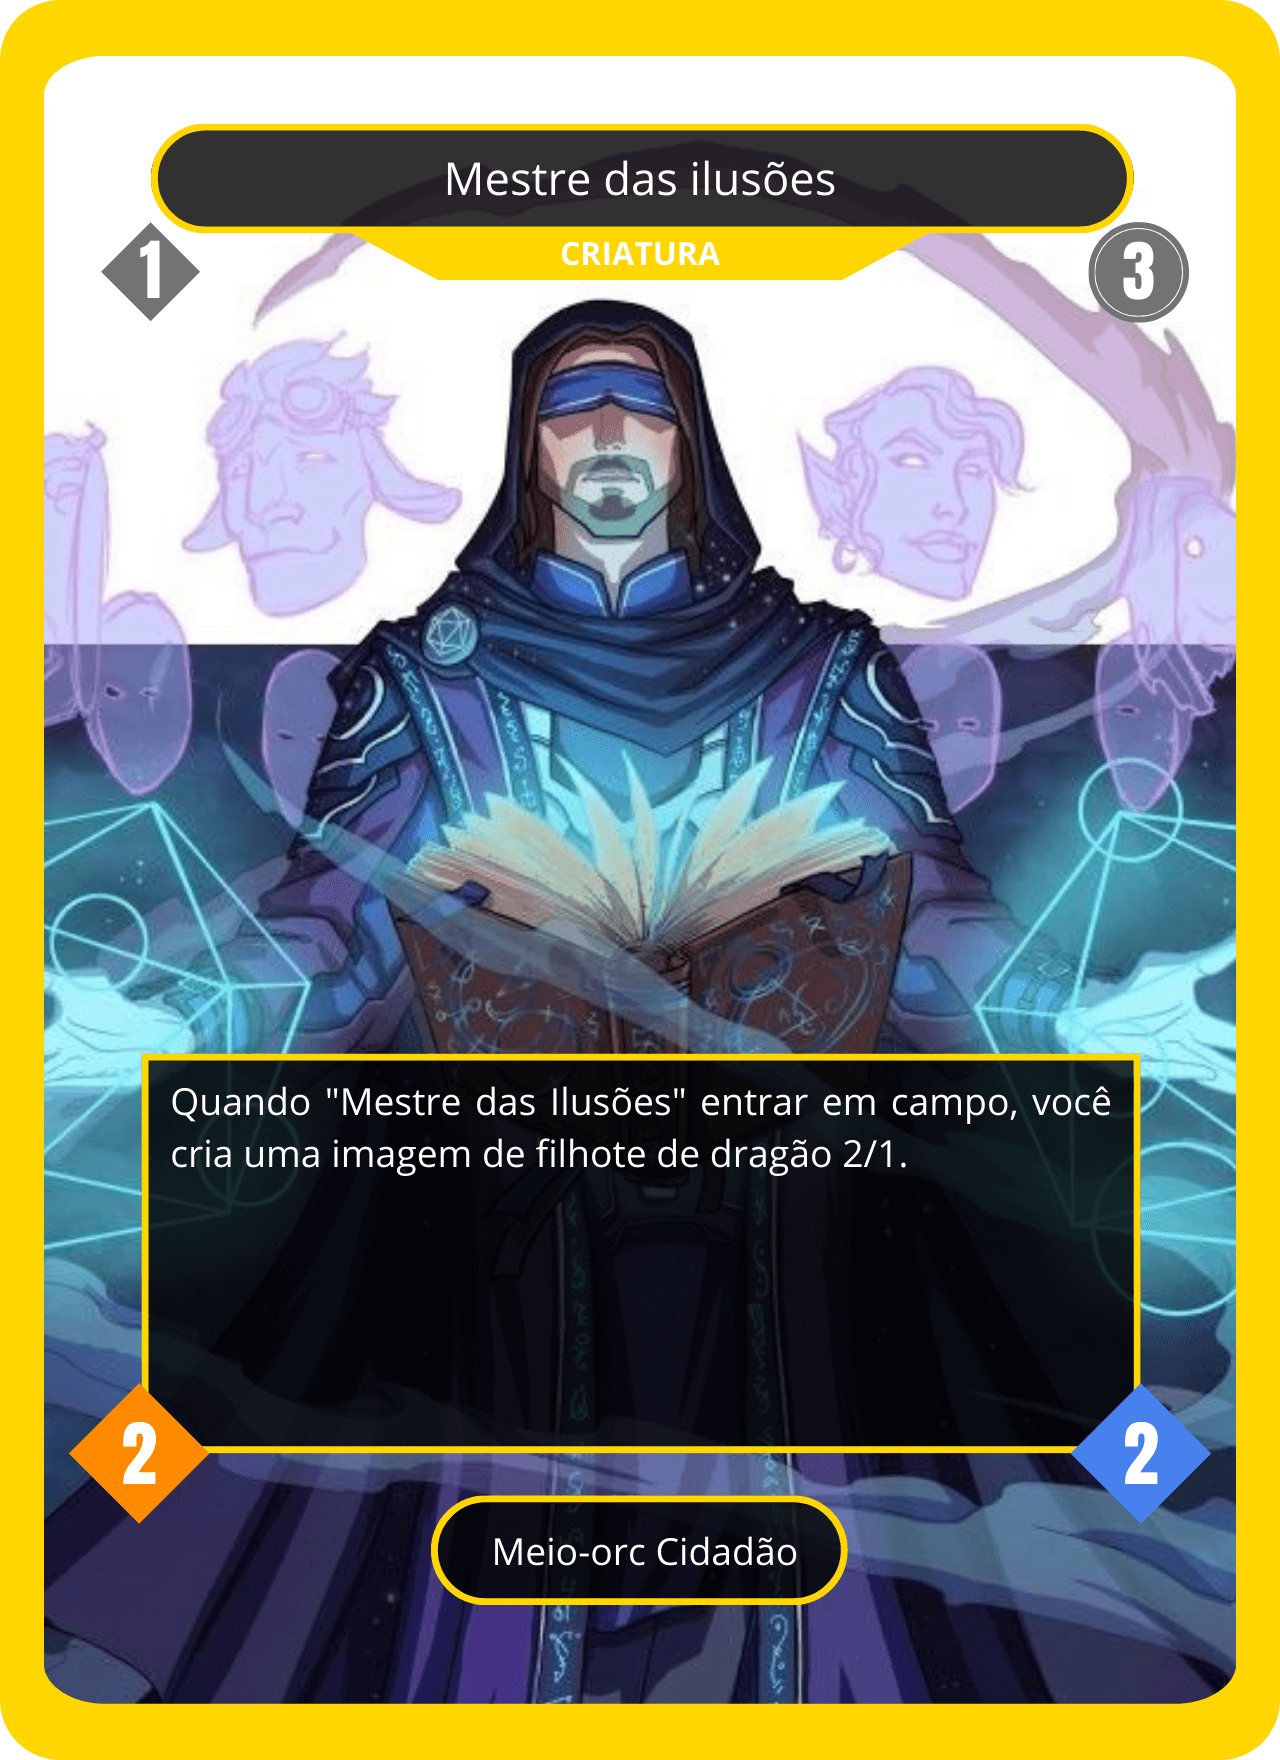 Mestre das ilusões
CRIATURA
1
3
Quando "Mestre das Ilusões" entrar em campo, você
cria uma imagem de filhote de dragão 2/1.
2
2
Meio-orc Cidadão